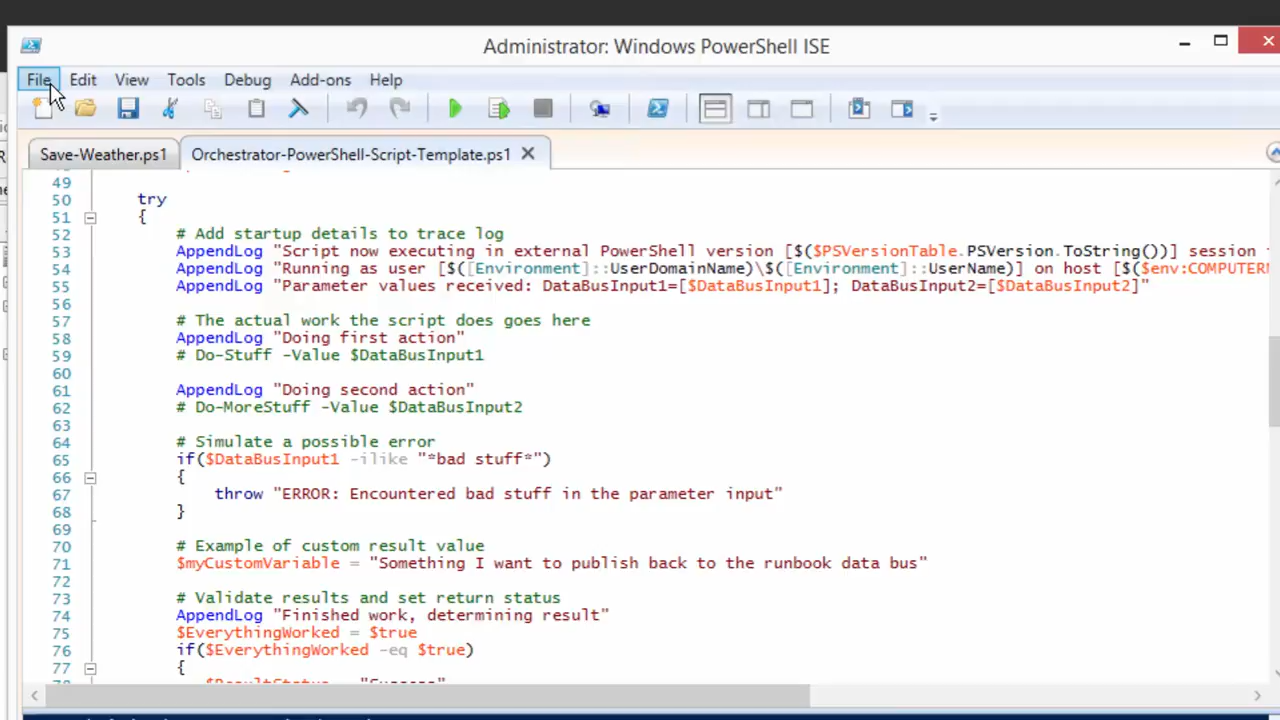 Administrator: Windows PowerShell ISE
File Edit View Tools Debug Add-ons Help
Save-Weather.ps1 Orchestrator-PowerShell-Script-Template.ps1
49
50 try
51 {
52 # Add startup details to trace log
53 AppendLog "Script now executing in external PowerShell version [$($PSVersionTable.PSVersion.ToString())] session
54 AppendLog "Running as user [$([Environment]::UserDomainName)\$([Environment]::UserName)] on host [$($env:COMPUTER
55 AppendLog "Parameter values received: DataBusInput1=[$DataBusInput1]; DataBusInput2=[$DataBusInput2]"
56
57 # The actual work the script does goes here
58 AppendLog "Doing first action"
59 # Do-Stuff -Value $DataBusInput1
60
61 AppendLog "Doing second action"
62 # Do-MoreStuff -Value $DataBusInput2
63
64 # Simulate a possible error
65 if($DataBusInput1 -ilike "*bad stuff*")
66 {
67 throw "ERROR: Encountered bad stuff in the parameter input"
68 }
69
70 # Example of custom result value
71 $myCustomVariable = "Something I want to publish back to the runbook data bus"
72
73 # Validate results and set return status
74 AppendLog "Finished work, determining result"
75 $EverythingWorked = $true
76 if($EverythingWorked -eq $true)
77 {